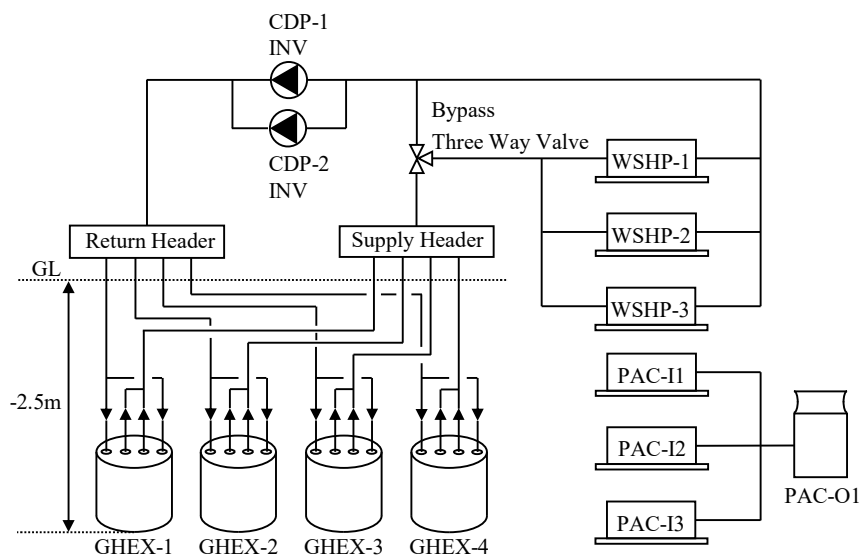 CDP-1
INV
Bypass
Three Way Valve
CDP-2
INV
WSHP-1
Return Header
Supply Header
WSHP-2
GL
WSHP-3
PAC-I1
-2.5m
PAC-I2
PAC-O1
PAC-I3
GHEX-1
GHEX-2
GHEX-3
GHEX-4